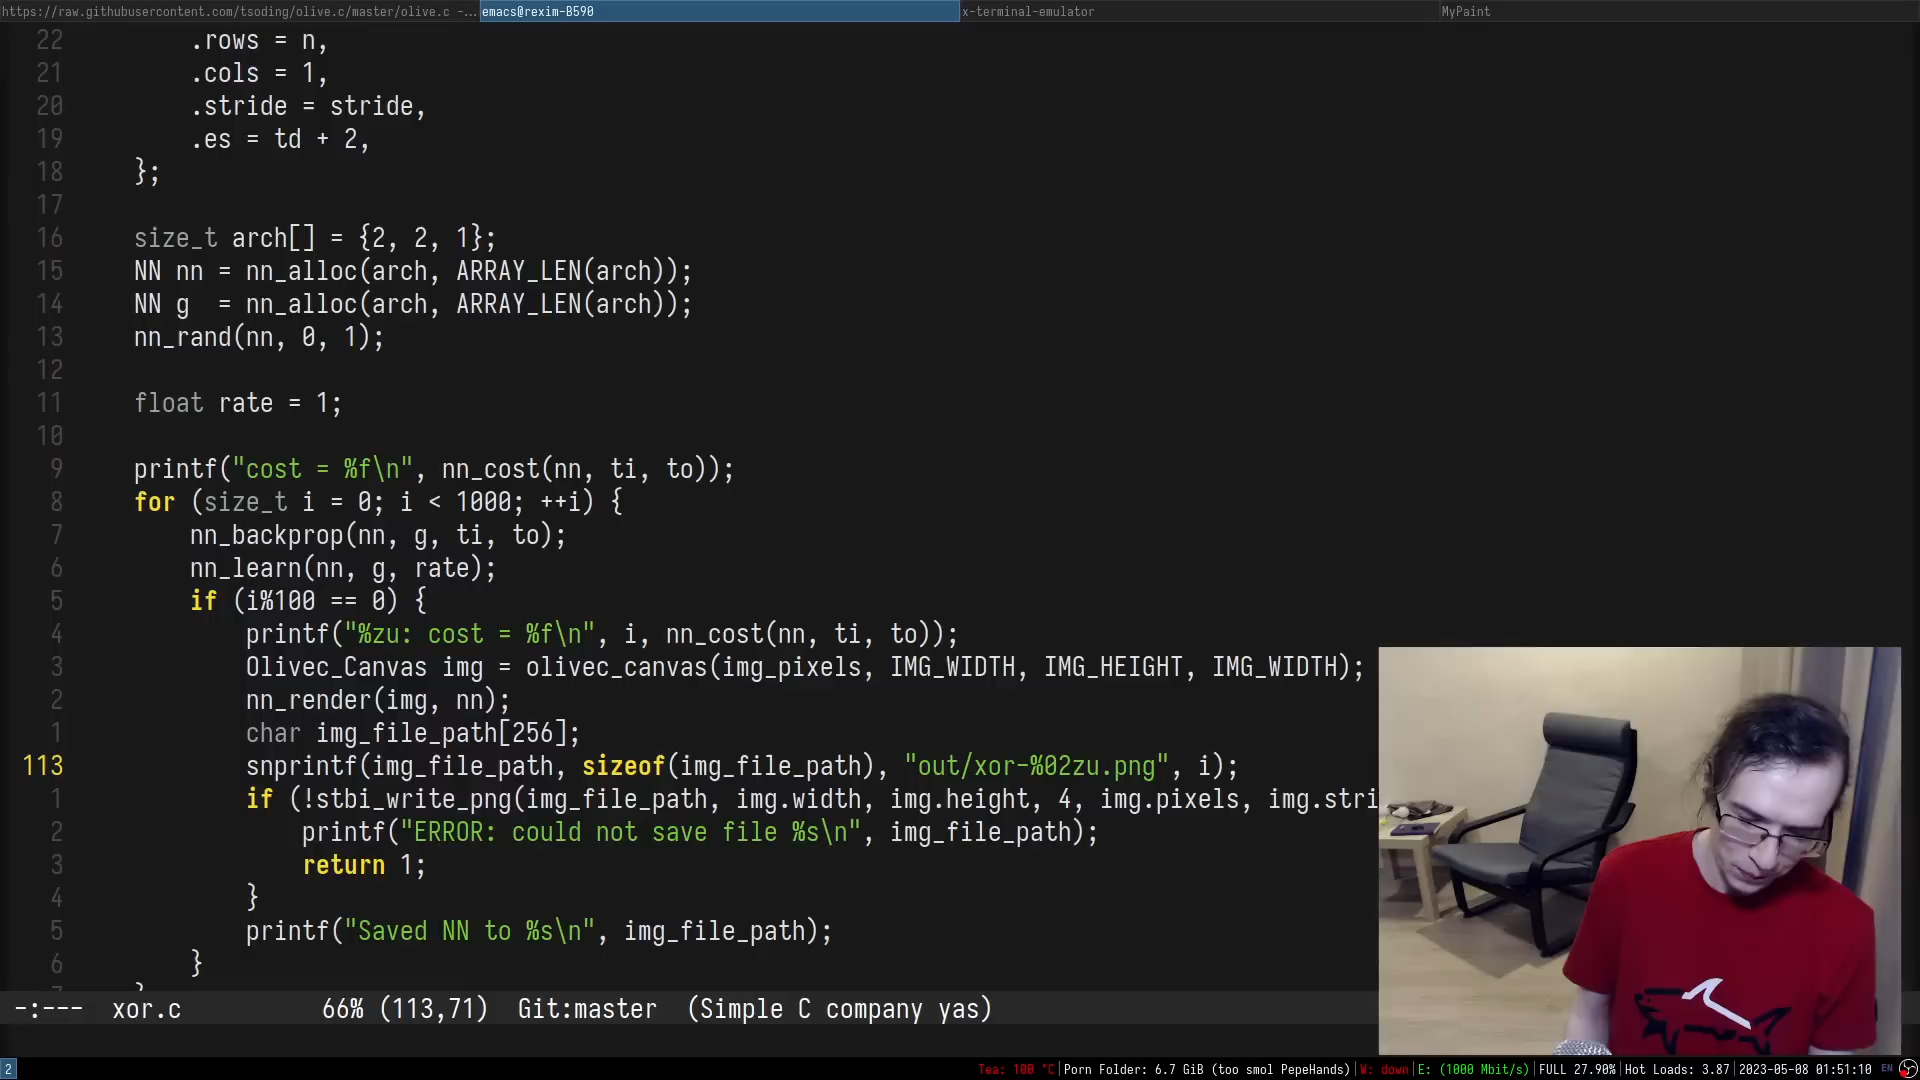 https://raw.githubusercontent.com/tsoding/olive.c/master/olive.c -... emacs@rexim-B590 x-terminal-emulator MyPaint
22 .rows = n,
21 .cols = 1,
20 .stride = stride,
19 .es = td + 2,
18 };
17
16 size_t arch[] = {2, 2, 1};
15 NN nn = nn_alloc(arch, ARRAY_LEN(arch));
14 NN g  = nn_alloc(arch, ARRAY_LEN(arch));
13 nn_rand(nn, 0, 1);
12
11 float rate = 1;
10
9 printf("cost = %f\n", nn_cost(nn, ti, to));
8 for (size_t i = 0; i < 1000; ++i) {
7 nn_backprop(nn, g, ti, to);
6 nn_learn(nn, g, rate);
5 if (i%100 == 0) {
4 printf("%zu: cost = %f\n", i, nn_cost(nn, ti, to));
3 Olivec_Canvas img = olivec_canvas(img_pixels, IMG_WIDTH, IMG_HEIGHT, IMG_WIDTH);
2 nn_render(img, nn);
1 char img_file_path[256];
113 snprintf(img_file_path, sizeof(img_file_path), "out/xor-%02zu.png", i);
1 if (!stbi_write_png(img_file_path, img.width, img.height, 4, img.pixels, img.stri
2 printf("ERROR: could not save file %s\n", img_file_path);
3 return 1;
4 }
5 printf("Saved NN to %s\n", img_file_path);
6 }
-:--- xor.c 66% (113,71) Git:master (Simple C company yas)
2 Tea: 100 °C|Porn Folder: 6.7 GiB (too smol PepeHands)|W: down|E: (1000 Mbit/s)|FULL 27.90%|Hot Loads: 3.87|2023-05-08 01:51:10 EN